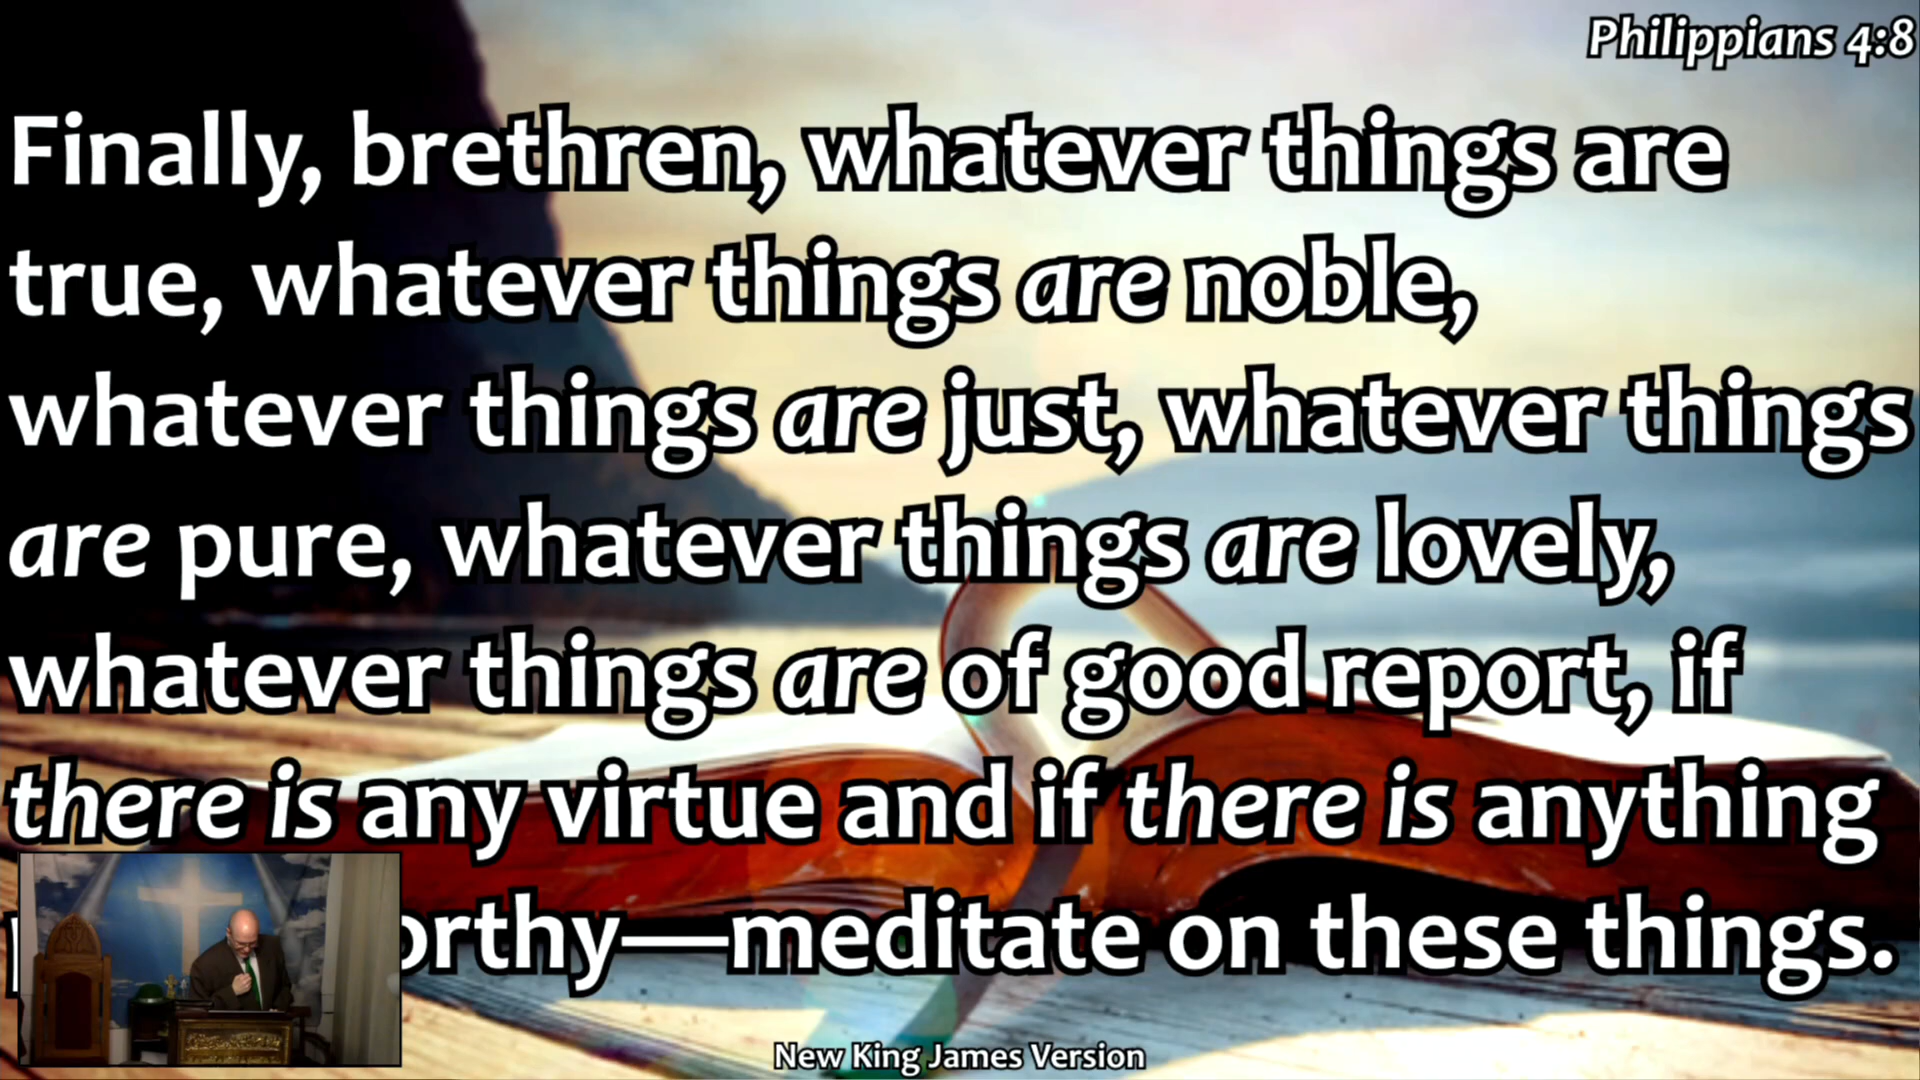 Philippians 4:8
Finally, brethren, whatever things are
true, whatever things are noble,
whatever things are just, whatever things
are pure, whatever things are lovely,
whatever things are of good report, if
there is any virtue and if there is anything
orthy—meditate on these things.
New King James Version